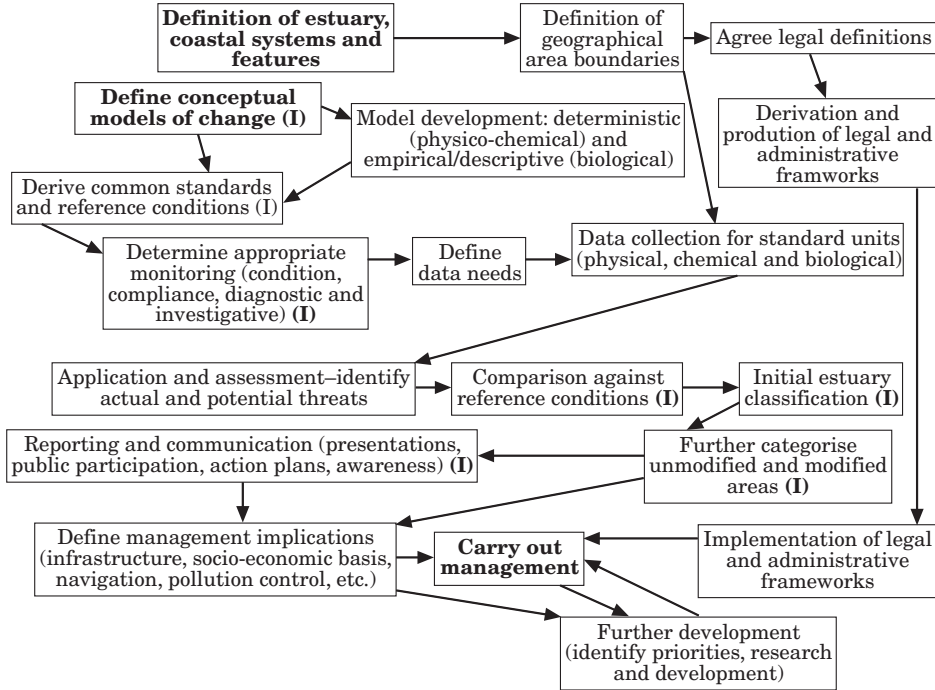 Definition of estuary,
coastal systems and
features
Definition of
geographical
area boundaries
Agree legal definitions
Define conceptual
models of change (I)
Model development: deterministic
(physico-chemical) and
empirical/descriptive (biological)
Derivation and
prodution of legal and
administrative
framworks
Derive common standards
and reference conditions (I)
Determine appropriate
monitoring (condition,
compliance, diagnostic and
investigative) (I)
Define
data needs
Data collection for standard units
(physical, chemical and biological)
Application and assessment–identify
actual and potential threats
Comparison against
reference conditions (I)
Initial estuary
classification (I)
Reporting and communication (presentations,
public participation, action plans, awareness) (I)
Further categorise
unmodified and modified
areas (I)
Define management implications
(infrastructure, socio-economic basis,
navigation, pollution control, etc.)
Carry out
management
Implementation of legal
and administrative
frameworks
Further development
(identify priorities, research
and development)